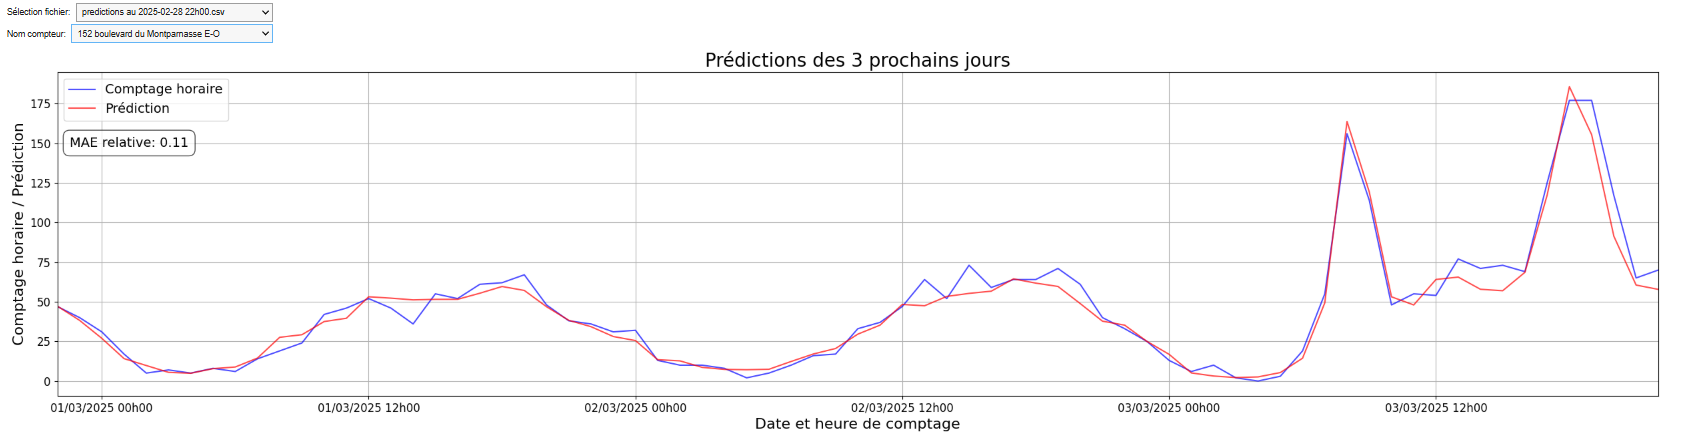 Sélection fichier: predictions au 2025-02-28 22h00.csv
Nom compteur: 152 boulevard du Montparnasse E-O
Prédictions des 3 prochains jours
Comptage horaire
Prédiction
MAE relative: 0.11
Comptage horaire / Prédiction
175
150
125
100
75
50
25
0
01/03/2025 00h00 01/03/2025 12h00 02/03/2025 00h00 02/03/2025 12h00 03/03/2025 00h00 03/03/2025 12h00
Date et heure de comptage